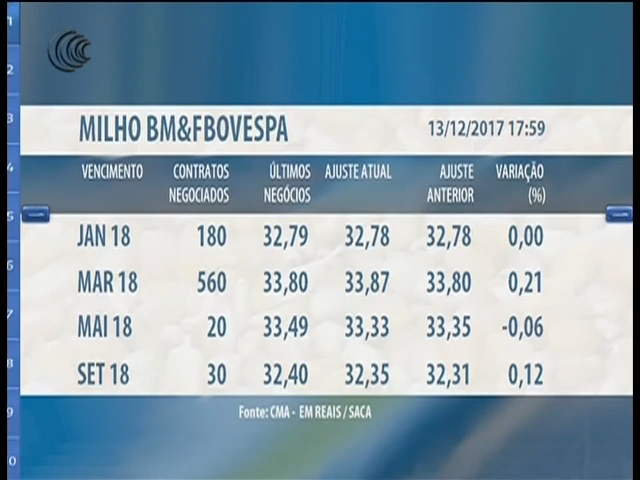 MILHO BM&FBOVESPA 13/12/2017 17:59
VENCIMENTO CONTRATOS NEGOCIADOS ÚLTIMOS NEGÓCIOS AJUSTE ATUAL AJUSTE ANTERIOR VARIAÇÃO (%)
JAN 18 180 32,79 32,78 32,78 0,00
MAR 18 560 33,80 33,87 33,80 0,21
MAI 18 20 33,49 33,33 33,35 -0,06
SET 18 30 32,40 32,35 32,31 0,12
Fonte: CMA - EM REAIS / SACA